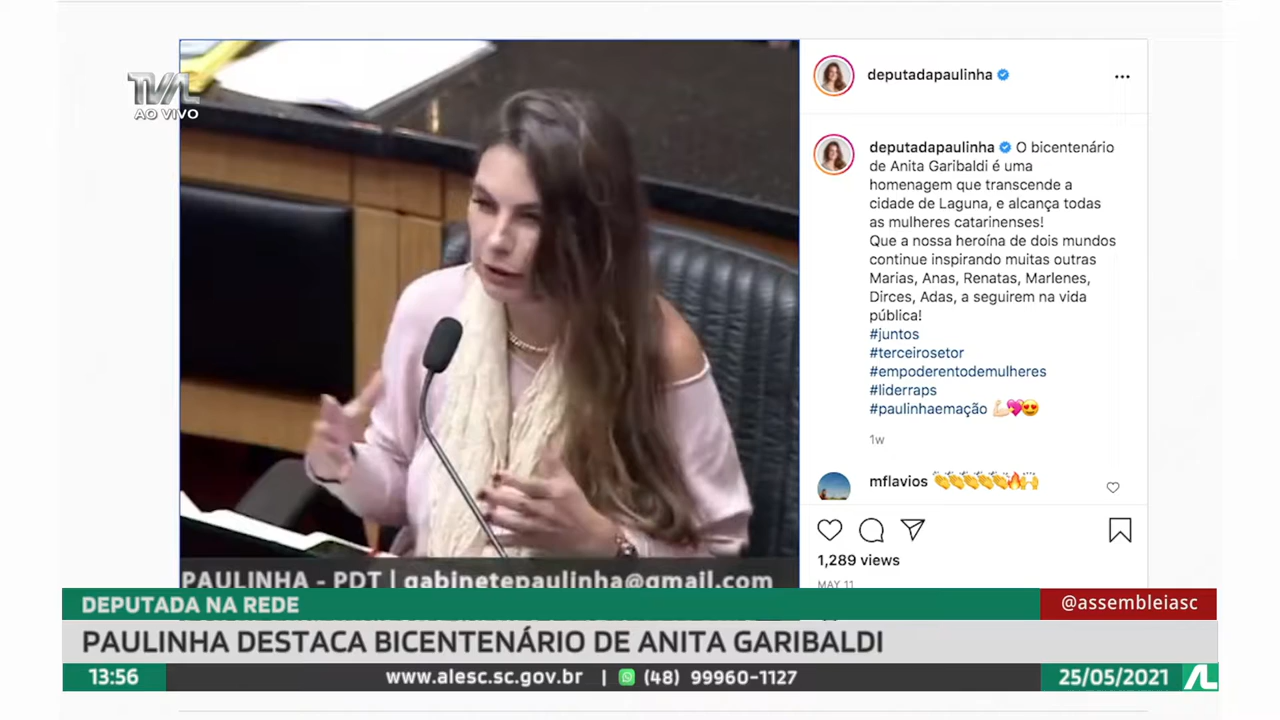 TVAL
AO VIVO
deputadapaulinha
deputadapaulinha O bicentenário
de Anita Garibaldi é uma
homenagem que transcende a
cidade de Laguna, e alcança todas
as mulheres catarinenses!
Que a nossa heroína de dois mundos
continue inspirando muitas outras
Marias, Anas, Renatas, Marlenes,
Dirces, Adas, a seguirem na vida
pública!
#juntos
#terceirosetor
#empoderentodemulheres
#liderraps
#paulinhaemação 💪🏻💖😍
1w
mflavios 👏👏👏👏👏👏🔥🙌
1,289 views
MAY 11
PAULINHA - PDT | gabinetepaulinha@gmail.com
DEPUTADA NA REDE
@assembleiasc
PAULINHA DESTACA BICENTENÁRIO DE ANITA GARIBALDI
13:56
www.alesc.sc.gov.br | (48) 99960-1127
25/05/2021
AL